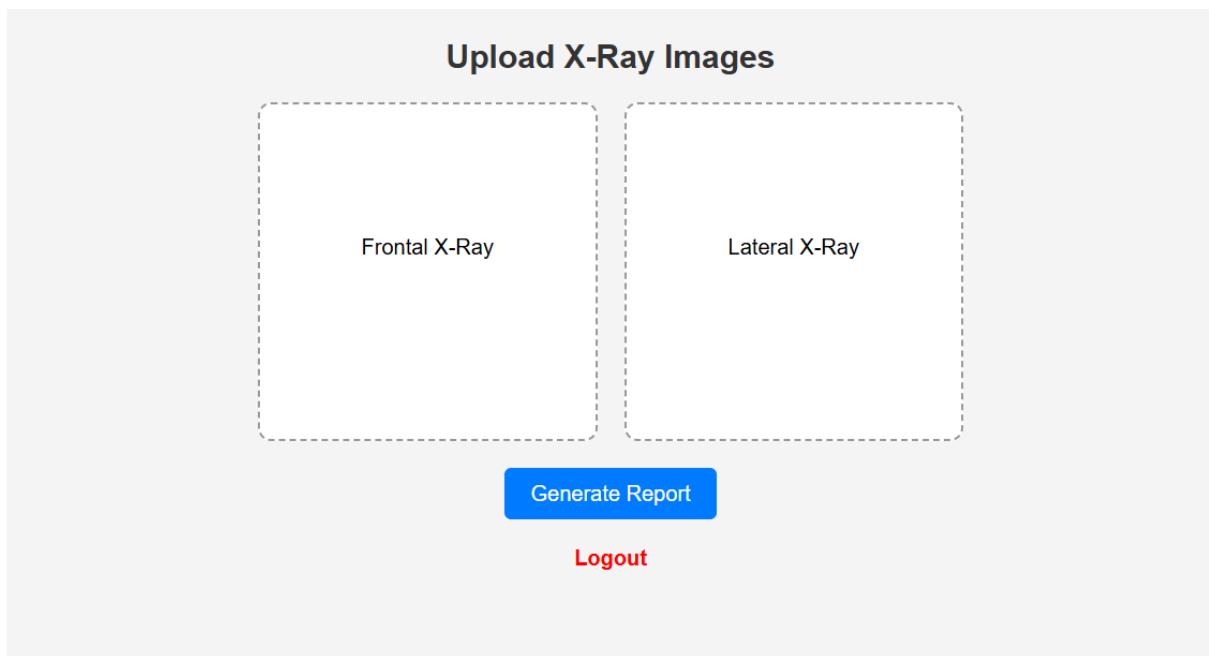 Upload X-Ray Images
Frontal X-Ray
Lateral X-Ray
Generate Report
Logout